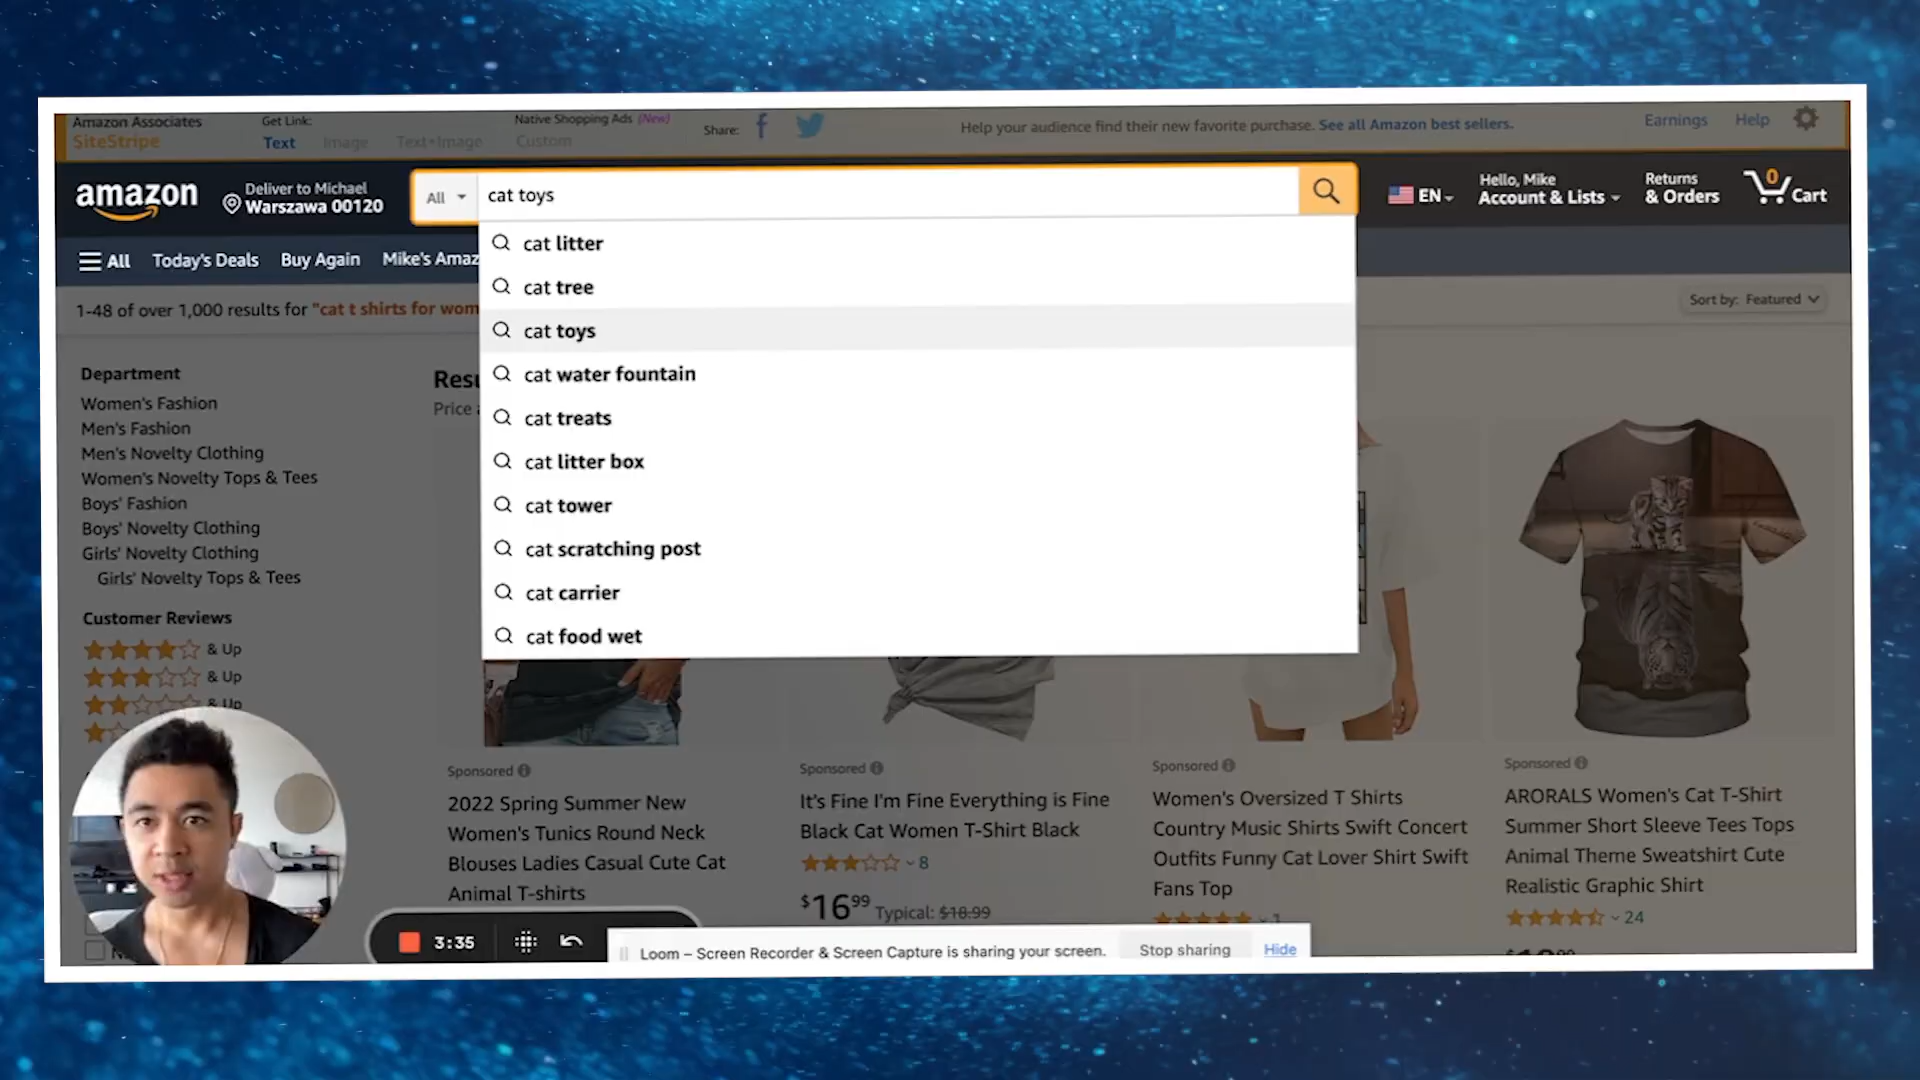 Amazon Associates
SiteStripe
Get Link:
Text
Image
Text+Image
Native Shopping Ads (New)
Custom
Share:
Help your audience find their new favorite purchase. See all Amazon best sellers.
Earnings
Help
amazon
Deliver to Michael
Warszawa 00120
All
cat toys
EN
Hello, Mike
Account & Lists
Returns
& Orders
0
Cart
All
Today's Deals
Buy Again
Mike's Amaz
cat litter
cat tree
cat toys
cat water fountain
cat treats
cat litter box
cat tower
cat scratching post
cat carrier
cat food wet
1-48 of over 1,000 results for "cat t shirts for wom
Sort by: Featured
Department
Women's Fashion
Men's Fashion
Men's Novelty Clothing
Women's Novelty Tops & Tees
Boys' Fashion
Boys' Novelty Clothing
Girls' Novelty Clothing
Girls' Novelty Tops & Tees
Customer Reviews
& Up
& Up
& Up
Resu
Price
Sponsored
2022 Spring Summer New
Women's Tunics Round Neck
Blouses Ladies Casual Cute Cat
Animal T-shirts
Sponsored
It's Fine I'm Fine Everything is Fine
Black Cat Women T-Shirt Black
8
$1699 Typical: $18.99
Sponsored
Women's Oversized T Shirts
Country Music Shirts Swift Concert
Outfits Funny Cat Lover Shirt Swift
Fans Top
1
Sponsored
ARORALS Women's Cat T-Shirt
Summer Short Sleeve Tees Tops
Animal Theme Sweatshirt Cute
Realistic Graphic Shirt
24
3:35
Loom – Screen Recorder & Screen Capture is sharing your screen.
Stop sharing
Hide